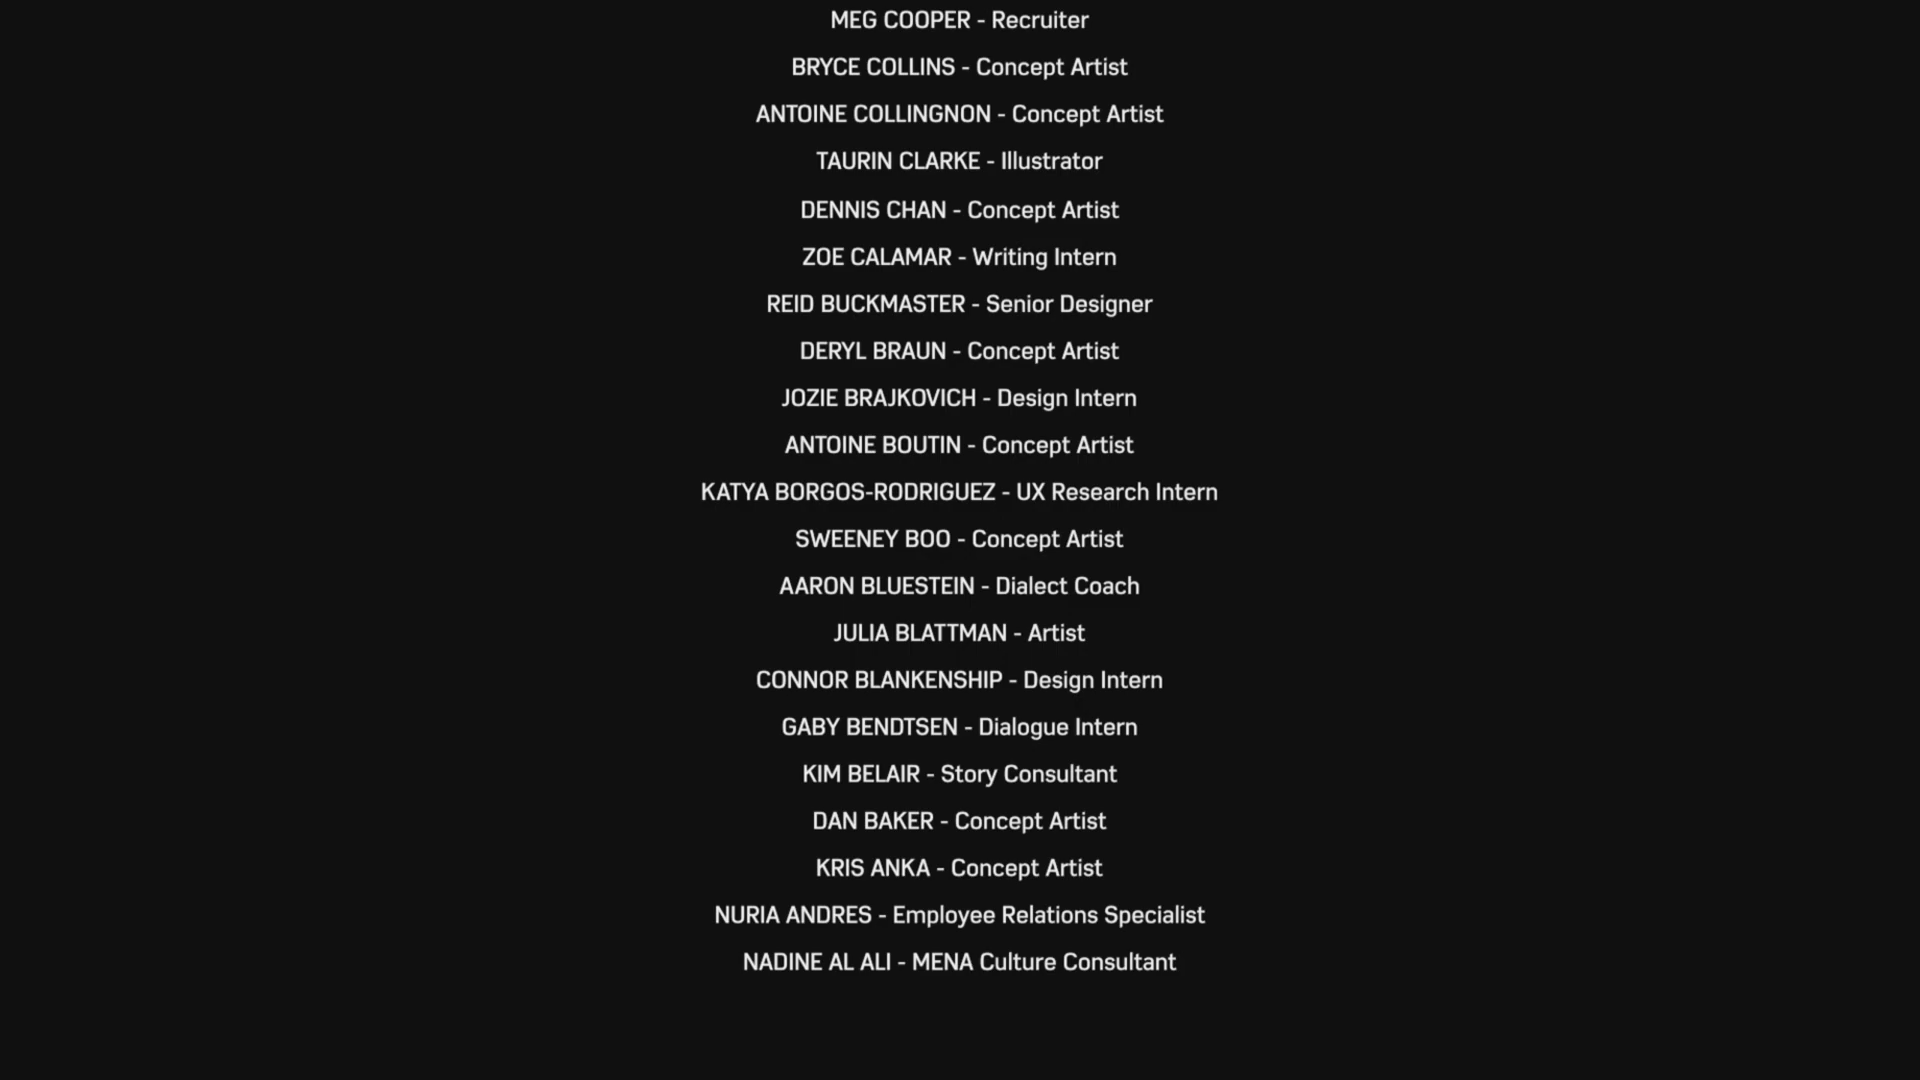 MEG COOPER - Recruiter
BRYCE COLLINS - Concept Artist
ANTOINE COLLINGNON - Concept Artist
TAURIN CLARKE - Illustrator
DENNIS CHAN - Concept Artist
ZOE CALAMAR - Writing Intern
REID BUCKMASTER - Senior Designer
DERYL BRAUN - Concept Artist
JOZIE BRAJKOVICH - Design Intern
ANTOINE BOUTIN - Concept Artist
KATYA BORGOS-RODRIGUEZ - UX Research Intern
SWEENEY BOO - Concept Artist
AARON BLUESTEIN - Dialect Coach
JULIA BLATTMAN - Artist
CONNOR BLANKENSHIP - Design Intern
GABY BENDTSEN - Dialogue Intern
KIM BELAIR - Story Consultant
DAN BAKER - Concept Artist
KRIS ANKA - Concept Artist
NURIA ANDRES - Employee Relations Specialist
NADINE AL ALI - MENA Culture Consultant